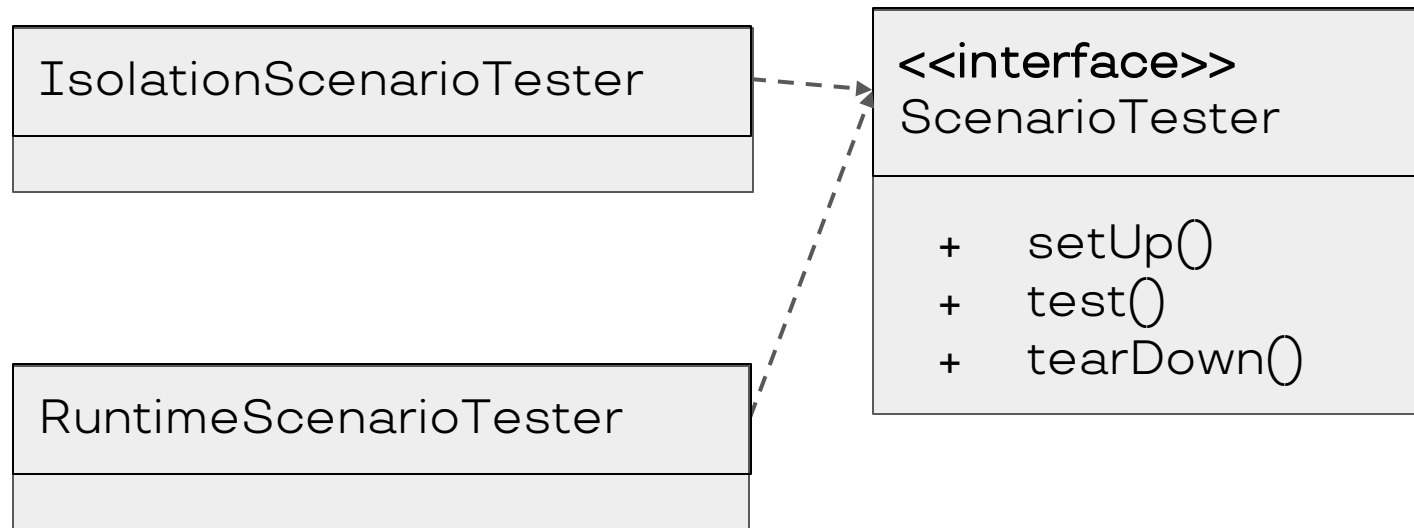 IsolationScenarioTester
<<interface>>
ScenarioTester
+ setUp()
+ test()
+ tearDown()
RuntimeScenarioTester